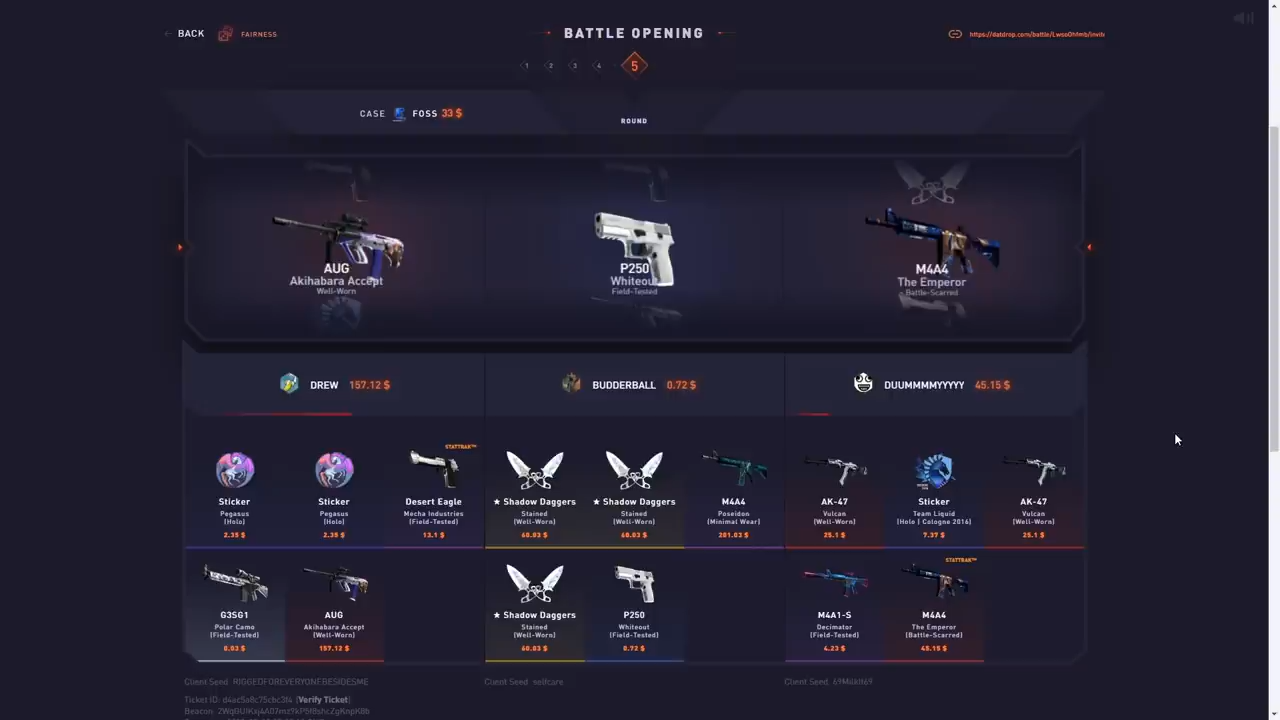 BACK
FAIRNESS
BATTLE OPENING
1 2 3 4 5
CASE FOSS 33 $
ROUND
AUG
Akihabara Accept
Well-Worn
P250
Whiteout
Field-Tested
M4A4
The Emperor
Battle-Scarred
DREW 157.12 $
BUDDERBALL 0.72 $
DUUMMMMYYYYY 45.15 $
Sticker
Pegasus
(Holo)
2.35 $
Sticker
Pegasus
(Holo)
2.35 $
STATTRAK™
Desert Eagle
Mecha Industries
(Field-Tested)
13.1 $
★ Shadow Daggers
Stained
(Well-Worn)
60.03 $
★ Shadow Daggers
Stained
(Well-Worn)
60.03 $
M4A4
Poseidon
(Minimal Wear)
201.03 $
AK-47
Vulcan
(Well-Worn)
25.1 $
Sticker
Team Liquid
(Holo | Cologne 2016)
7.37 $
AK-47
Vulcan
(Well-Worn)
25.1 $
G3SG1
Polar Camo
(Field-Tested)
0.03 $
AUG
Akihabara Accept
(Well-Worn)
157.12 $
★ Shadow Daggers
Stained
(Well-Worn)
60.03 $
P250
Whiteout
(Field-Tested)
0.72 $
M4A1-S
Decimator
(Field-Tested)
4.23 $
STATTRAK™
M4A4
The Emperor
(Battle-Scarred)
45.15 $
Client Seed: RIGGEDFOREVERYONEBESIDESME
Client Seed: selfcare
Client Seed:
Ticket ID: [Verify Ticket]
Beacon: